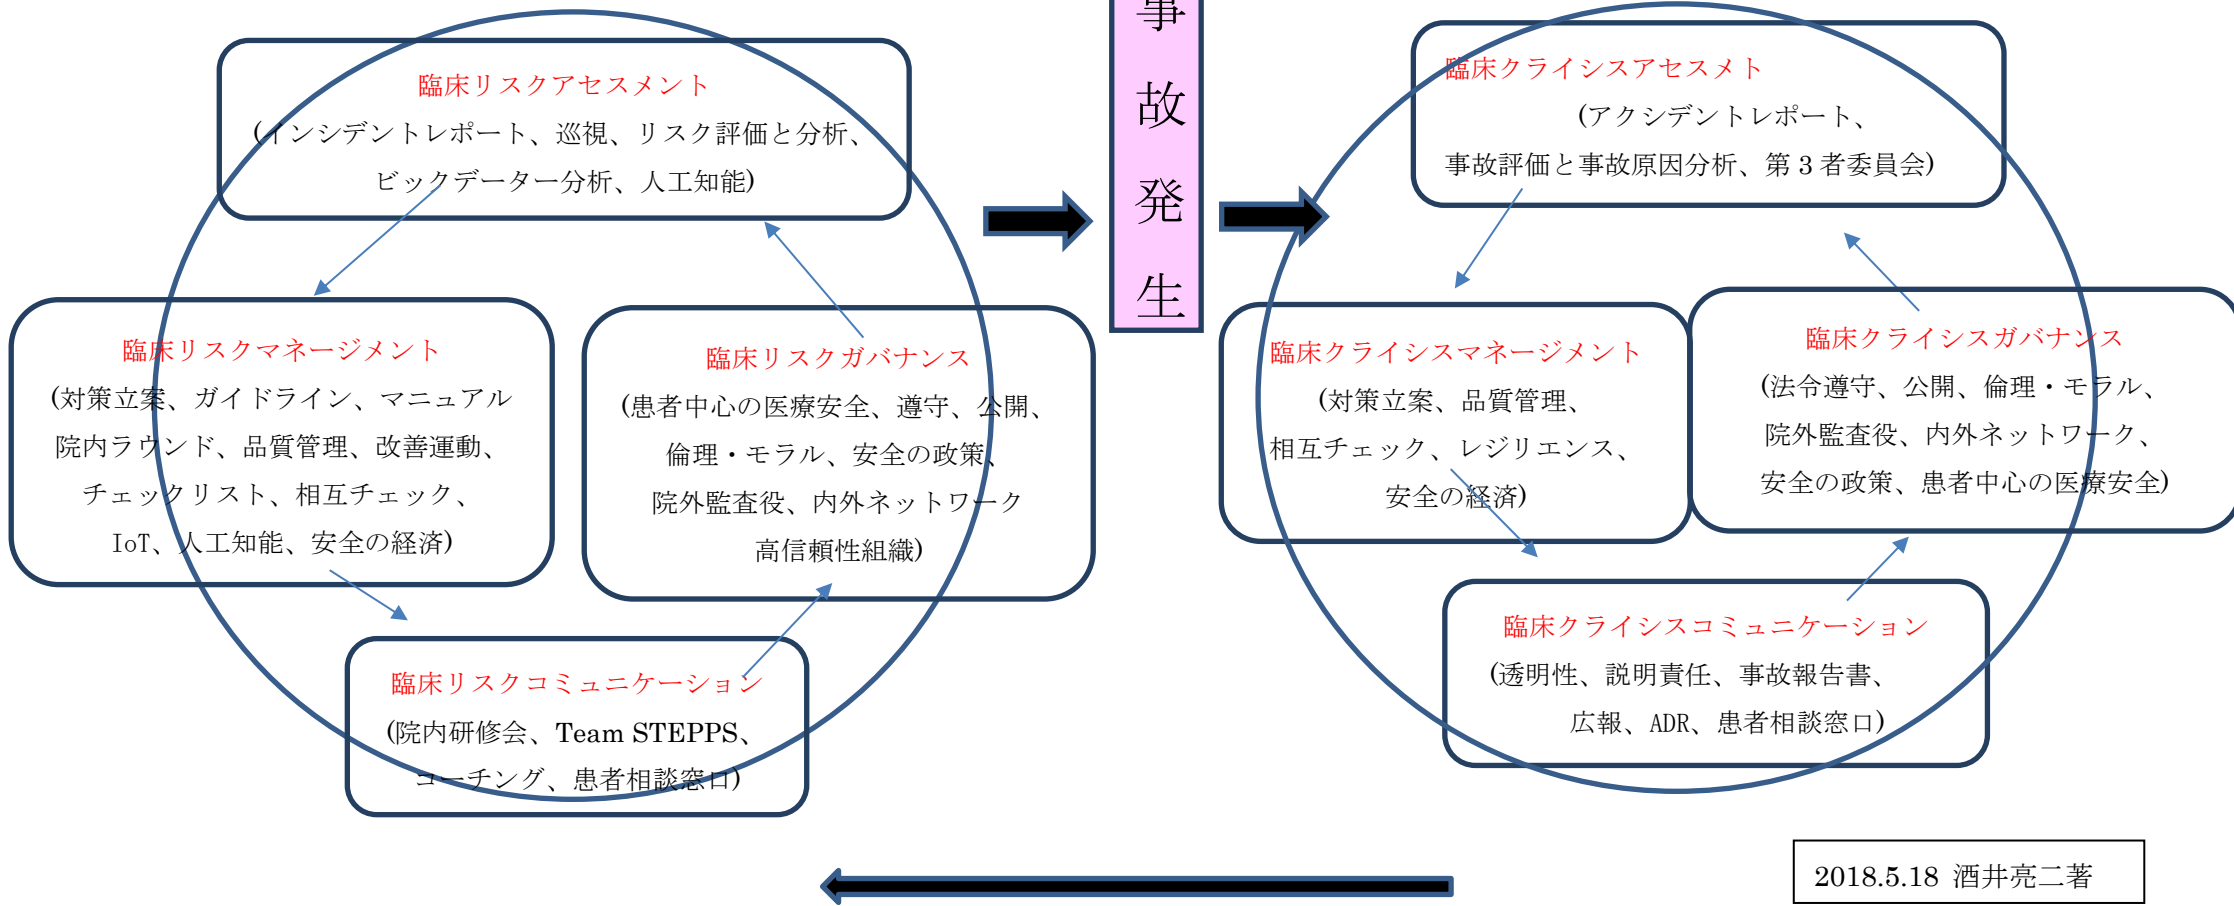 臨床リスクアセスメント
(インシデントレポート、巡視、リスク評価と分析、
ビックデーター分析、人工知能)
臨床リスクマネージメント
(対策立案、ガイドライン、マニュアル
院内ラウンド、品質管理、改善運動、
チェックリスト、相互チェック、
IoT、人工知能、安全の経済)
臨床リスクガバナンス
(患者中心の医療安全、遵守、公開、
倫理・モラル、安全の政策、
院外監査役、内外ネットワーク
高信頼性組織)
臨床リスクコミュニケーション
(院内研修会、Team STEPPS、
コーチング、患者相談窓口)
事故発生
臨床クライシスアセスメト
(アクシデントレポート、
事故評価と事故原因分析、第3者委員会)
臨床クライシスマネージメント
(対策立案、品質管理、
相互チェック、レジリエンス、
安全の経済)
臨床クライシスガバナンス
(法令遵守、公開、倫理・モラル、
院外監査役、内外ネットワーク、
安全の政策、患者中心の医療安全)
臨床クライシスコミュニケーション
(透明性、説明責任、事故報告書、
広報、ADR、患者相談窓口)
2018.5.18 酒井亮二著